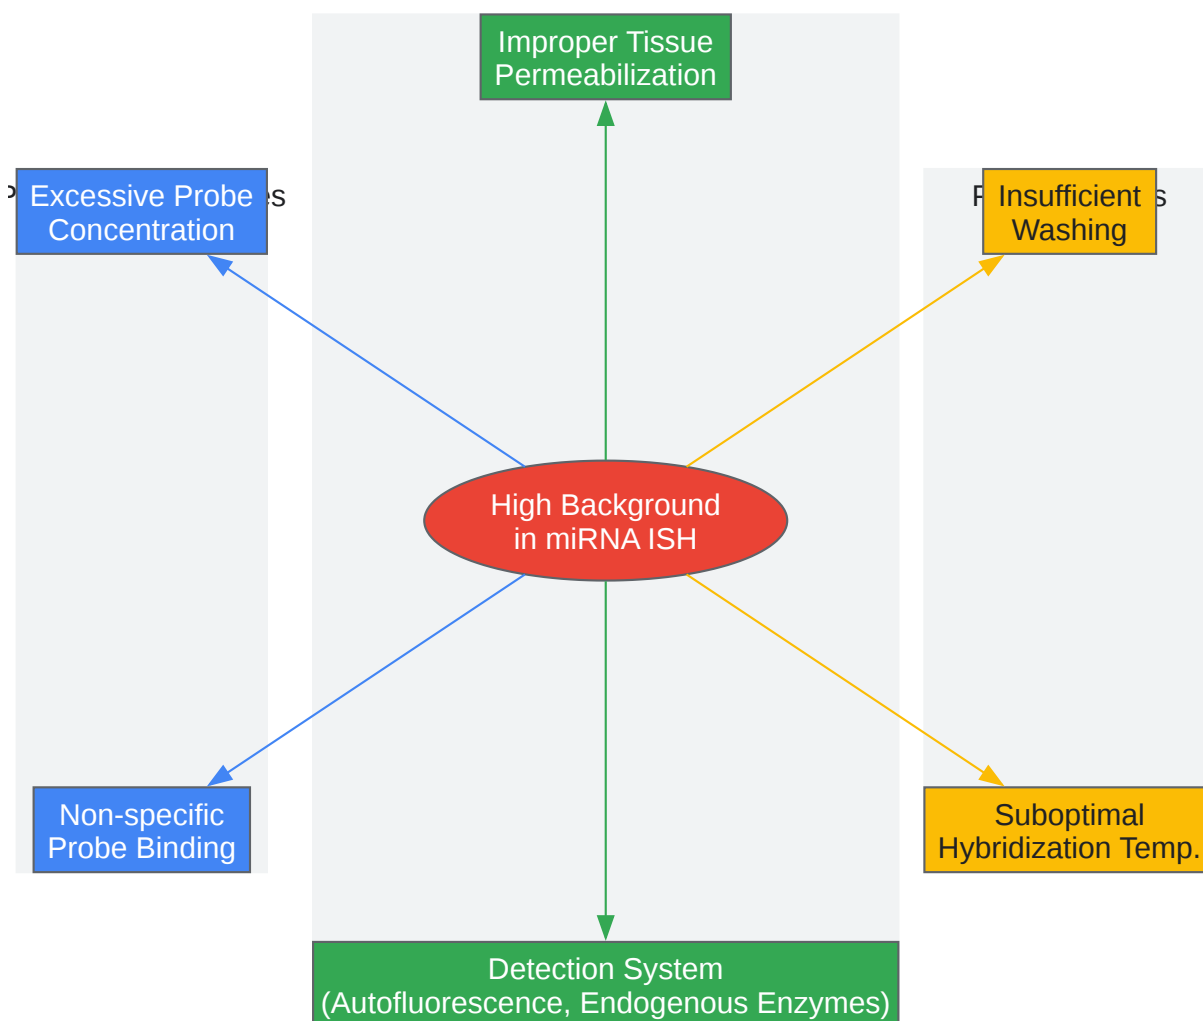 Improper Tissue
Permeabilization
Excessive Probe
Concentration
Insufficient
Washing
High Background
in miRNA ISH
Non-specific
Probe Binding
Suboptimal
Hybridization Temp.
Detection System
(Autofluorescence, Endogenous Enzymes)